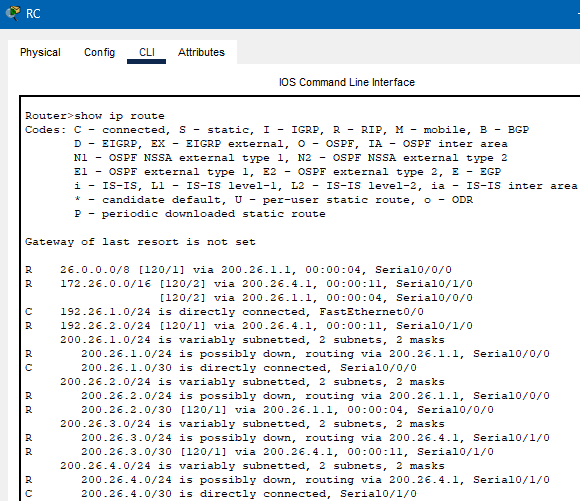 RC
Physical Config CLI Attributes
IOS Command Line Interface
Router>show ip route
Codes: C - connected, S - static, I - IGRP, R - RIP, M - mobile, B - BGP
D - EIGRP, EX - EIGRP external, O - OSPF, IA - OSPF inter area
N1 - OSPF NSSA external type 1, N2 - OSPF NSSA external type 2
E1 - OSPF external type 1, E2 - OSPF external type 2, E - EGP
i - IS-IS, L1 - IS-IS level-1, L2 - IS-IS level-2, ia - IS-IS inter area
* - candidate default, U - per-user static route, o - ODR
P - periodic downloaded static route
Gateway of last resort is not set
R 26.0.0.0/8 [120/1] via 200.26.1.1, 00:00:04, Serial0/0/0
R 172.26.0.0/16 [120/2] via 200.26.4.1, 00:00:11, Serial0/1/0
[120/2] via 200.26.1.1, 00:00:04, Serial0/0/0
C 192.26.1.0/24 is directly connected, FastEthernet0/0
R 192.26.2.0/24 [120/1] via 200.26.4.1, 00:00:11, Serial0/1/0
200.26.1.0/24 is variably subnetted, 2 subnets, 2 masks
R 200.26.1.0/24 is possibly down, routing via 200.26.1.1, Serial0/0/0
C 200.26.1.0/30 is directly connected, Serial0/0/0
200.26.2.0/24 is variably subnetted, 2 subnets, 2 masks
R 200.26.2.0/24 is possibly down, routing via 200.26.1.1, Serial0/0/0
R 200.26.2.0/30 [120/1] via 200.26.1.1, 00:00:04, Serial0/0/0
200.26.3.0/24 is variably subnetted, 2 subnets, 2 masks
R 200.26.3.0/24 is possibly down, routing via 200.26.4.1, Serial0/1/0
R 200.26.3.0/30 [120/1] via 200.26.4.1, 00:00:11, Serial0/1/0
200.26.4.0/24 is variably subnetted, 2 subnets, 2 masks
R 200.26.4.0/24 is possibly down, routing via 200.26.4.1, Serial0/1/0
C 200.26.4.0/30 is directly connected, Serial0/1/0